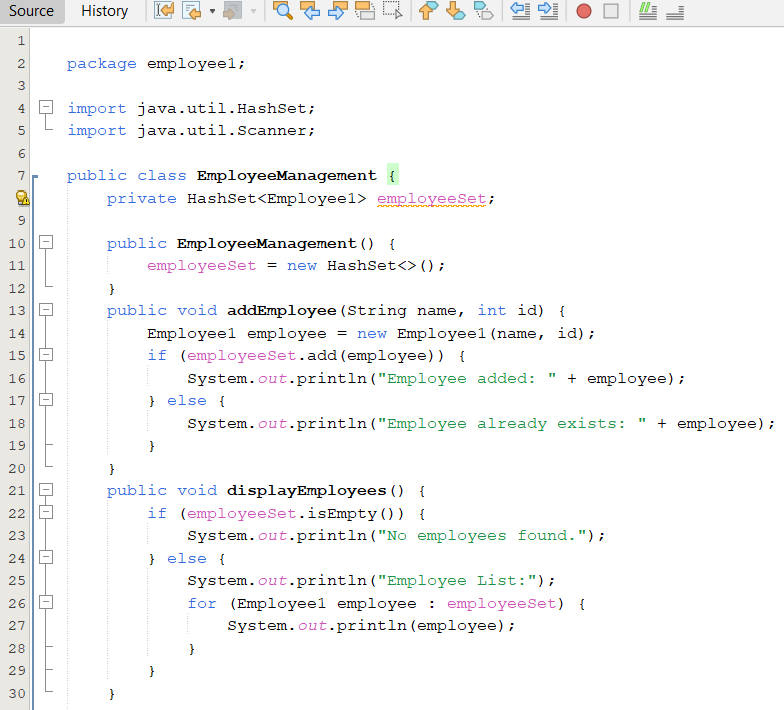 Source History
1
2 package employee1;
3
4 import java.util.HashSet;
5 import java.util.Scanner;
6
7 public class EmployeeManagement {
private HashSet<Employee1> employeeSet;
9
10 public EmployeeManagement() {
11 employeeSet = new HashSet<>();
12 }
13 public void addEmployee(String name, int id) {
14 Employee1 employee = new Employee1(name, id);
15 if (employeeSet.add(employee)) {
16 System.out.println("Employee added: " + employee);
17 } else {
18 System.out.println("Employee already exists: " + employee);
19 }
20 }
21 public void displayEmployees() {
22 if (employeeSet.isEmpty()) {
23 System.out.println("No employees found.");
24 } else {
25 System.out.println("Employee List:");
26 for (Employee1 employee : employeeSet) {
27 System.out.println(employee);
28 }
29 }
30 }